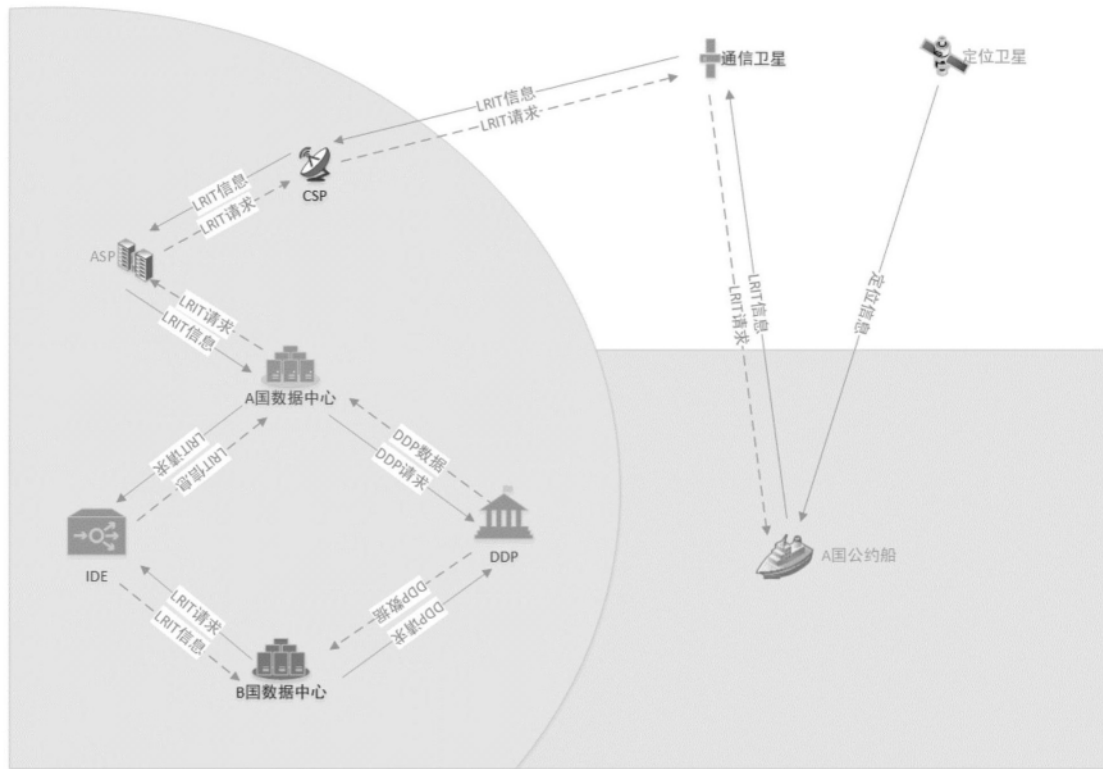 通信卫星
定位卫星
LRIT信息
LRIT请求
CSP
LRIT信息
LRIT请求
ASP
LRIT请求
LRIT信息
LRIT信息
LRIT请求
定位信息
A国数据中心
LRIT请求
LRIT信息
DDP数据
DDP请求
IDE
DDP
A国公约船
LRIT请求
LRIT信息
DDP数据
DDP请求
B国数据中心